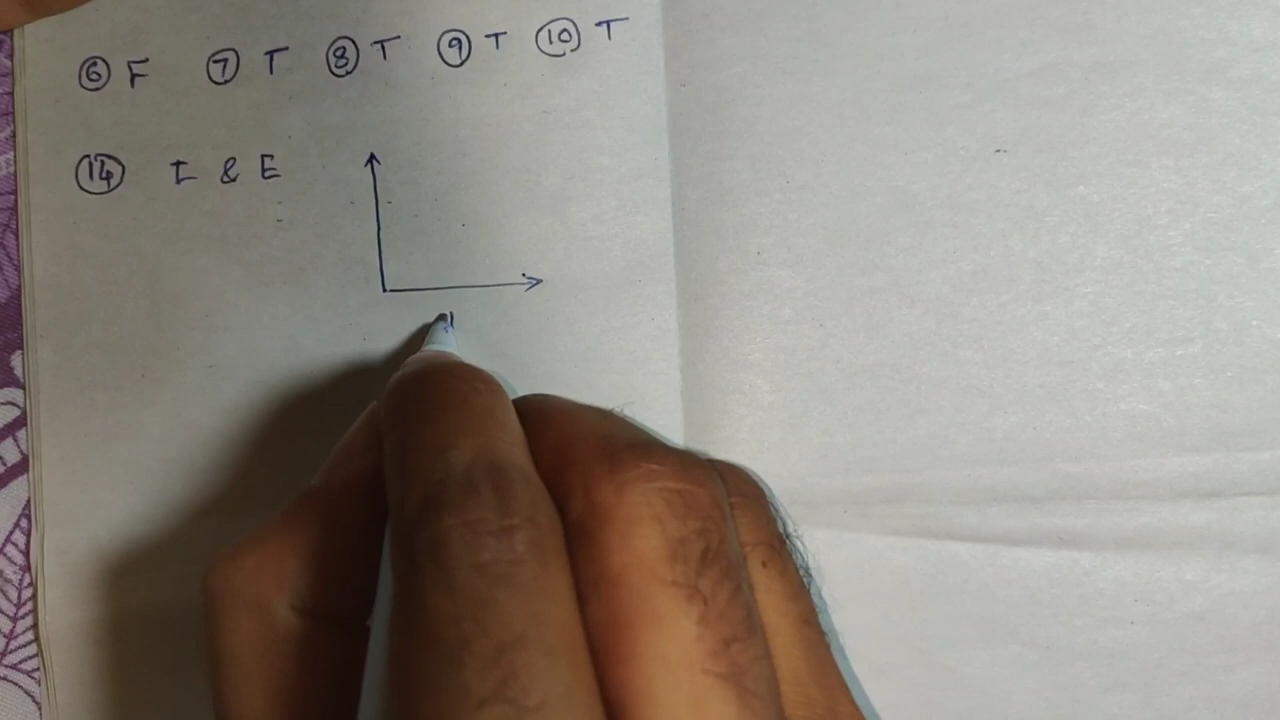 ⑥ F ⑦ T ⑧ T ⑨ T ⑩ T
⑭ I & E